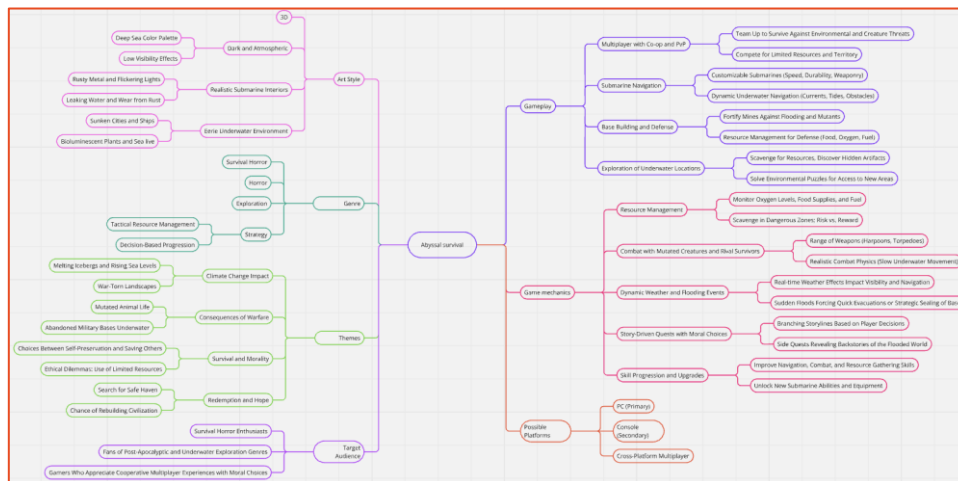 3D
Deep Sea Color Palette
Low Visibility Effects
Dark and Atmospheric
Rusty Metal and Flickering Lights
Leaking Water and Wear from Rust
Realistic Submarine Interiors
Sunken Cities and Ships
Bioluminescent Plants and Sea live
Eerie Underwater Environment
Art Style
Survival Horror
Horror
Exploration
Tactical Resource Management
Decision-Based Progression
Strategy
Genre
Melting Icebergs and Rising Sea Levels
War-Torn Landscapes
Climate Change Impact
Mutated Animal Life
Abandoned Military Bases Underwater
Consequences of Warfare
Choices Between Self-Preservation and Saving Others
Ethical Dilemmas: Use of Limited Resources
Survival and Morality
Search for Safe Haven
Chance of Rebuilding Civilization
Redemption and Hope
Themes
Survival Horror Enthusiasts
Fans of Post-Apocalyptic and Underwater Exploration Genres
Gamers Who Appreciate Cooperative Multiplayer Experiences with Moral Choices
Target
Audience
Abyssal survival
Gameplay
Multiplayer with Co-op and PvP
Team Up to Survive Against Environmental and Creature Threats
Compete for Limited Resources and Territory
Submarine Navigation
Customizable Submarines (Speed, Durability, Weaponry)
Dynamic Underwater Navigation (Currents, Tides, Obstacles)
Base Building and Defense
Fortify Mines Against Flooding and Mutants
Resource Management for Defense (Food, Oxygen, Fuel)
Exploration of Underwater Locations
Scavenge for Resources, Discover Hidden Artifacts
Solve Environmental Puzzles for Access to New Areas
Game mechanics
Resource Management
Monitor Oxygen Levels, Food Supplies, and Fuel
Scavenge in Dangerous Zones; Risk vs. Reward
Combat with Mutated Creatures and Rival Survivors
Range of Weapons (Harpoons, Torpedoes)
Realistic Combat Physics (Slow Underwater Movement)
Dynamic Weather and Flooding Events
Real-time Weather Effects Impact Visibility and Navigation
Sudden Floods Forcing Quick Evacuations or Strategic Sealing of
Story-Driven Quests with Moral Choices
Branching Storylines Based on Player Decisions
Side Quests Revealing Backstories of the Flooded World
Skill Progression and Upgrades
Improve Navigation, Combat, and Resource Gathering Skills
Unlock New Submarine Abilities and Equipment
Possible
Platforms
PC (Primary)
Console
(Secondary)
Cross-Platform Multiplayer